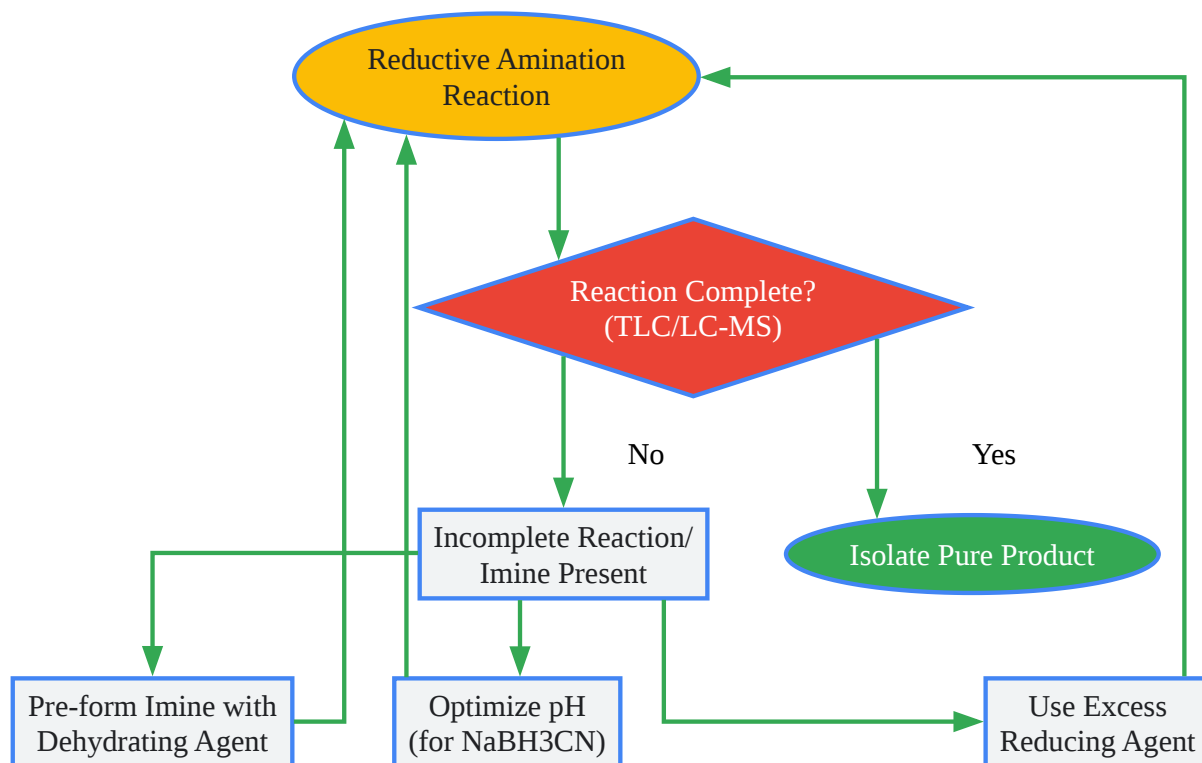 Reductive Amination
Reaction
Reaction Complete?
(TLC/LC-MS)
No
Yes
Incomplete Reaction/
Imine Present
Isolate Pure Product
Pre-form Imine with
Dehydrating Agent
Optimize pH
(for NaBH3CN)
Use Excess
Reducing Agent